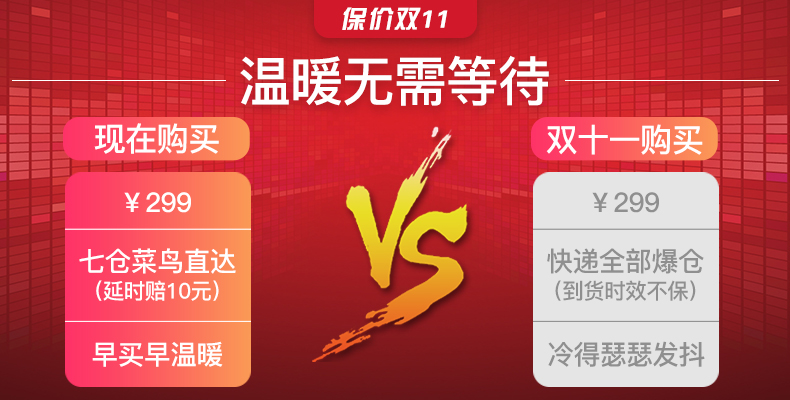 保价双11
温暖无需等待
现在购买
¥299
七仓菜鸟直达
（延时赔10元）
早买早温暖
VS
双十一购买
¥299
快递全部爆仓
（到货时效不保）
冷得瑟瑟发抖